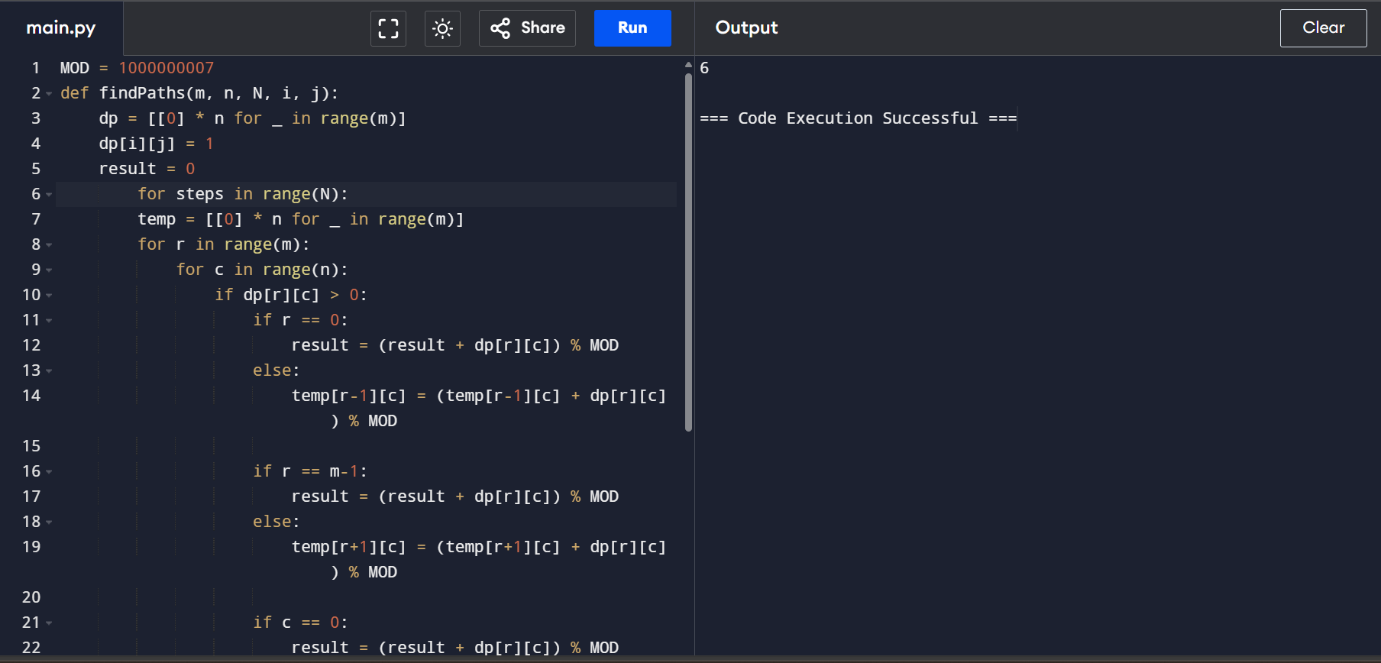 main.py
Share
Run
Output
Clear
1 MOD = 1000000007
2 def findPaths(m, n, N, i, j):
3     dp = [[0] * n for _ in range(m)]
4     dp[i][j] = 1
5     result = 0
6         for steps in range(N):
7         temp = [[0] * n for _ in range(m)]
8         for r in range(m):
9             for c in range(n):
10                 if dp[r][c] > 0:
11                     if r == 0:
12                         result = (result + dp[r][c]) % MOD
13                     else:
14                         temp[r-1][c] = (temp[r-1][c] + dp[r][c]
) % MOD
15
16                     if r == m-1:
17                         result = (result + dp[r][c]) % MOD
18                     else:
19                         temp[r+1][c] = (temp[r+1][c] + dp[r][c]
) % MOD
20
21                     if c == 0:
22                         result = (result + dp[r][c]) % MOD
6
=== Code Execution Successful ===